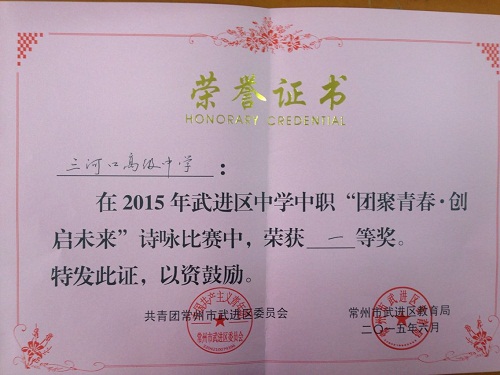 荣誉证书
HONORARY CREDENTIAL
三河口高级中学：
在2015年武进区中学中职“团聚青春·创
启未来”诗咏比赛中，荣获一等奖。
特发此证，以资鼓励。
共青团常州市武进区委员会
常州市武进区教育局
二〇一五年六月